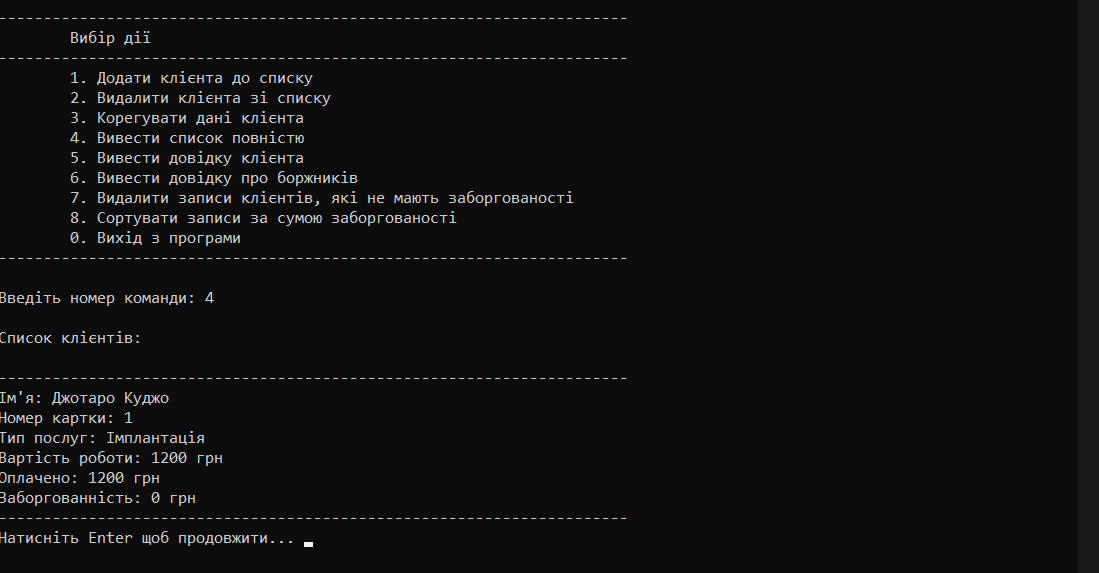 ----------------------------------------------------------------------
Вибір дії
----------------------------------------------------------------------
1. Додати клієнта до списку
2. Видалити клієнта зі списку
3. Корегувати дані клієнта
4. Вивести список повністю
5. Вивести довідку клієнта
6. Вивести довідку про боржників
7. Видалити записи клієнтів, які не мають заборгованості
8. Сортувати записи за сумою заборгованості
0. Вихід з програми
----------------------------------------------------------------------
Введіть номер команди: 4
Список клієнтів:
----------------------------------------------------------------------
Ім'я: Джотаро Куджо
Номер картки: 1
Тип послуг: Імплантація
Вартість роботи: 1200 грн
Оплачено: 1200 грн
Заборгованність: 0 грн
----------------------------------------------------------------------
Натисніть Enter щоб продовжити...